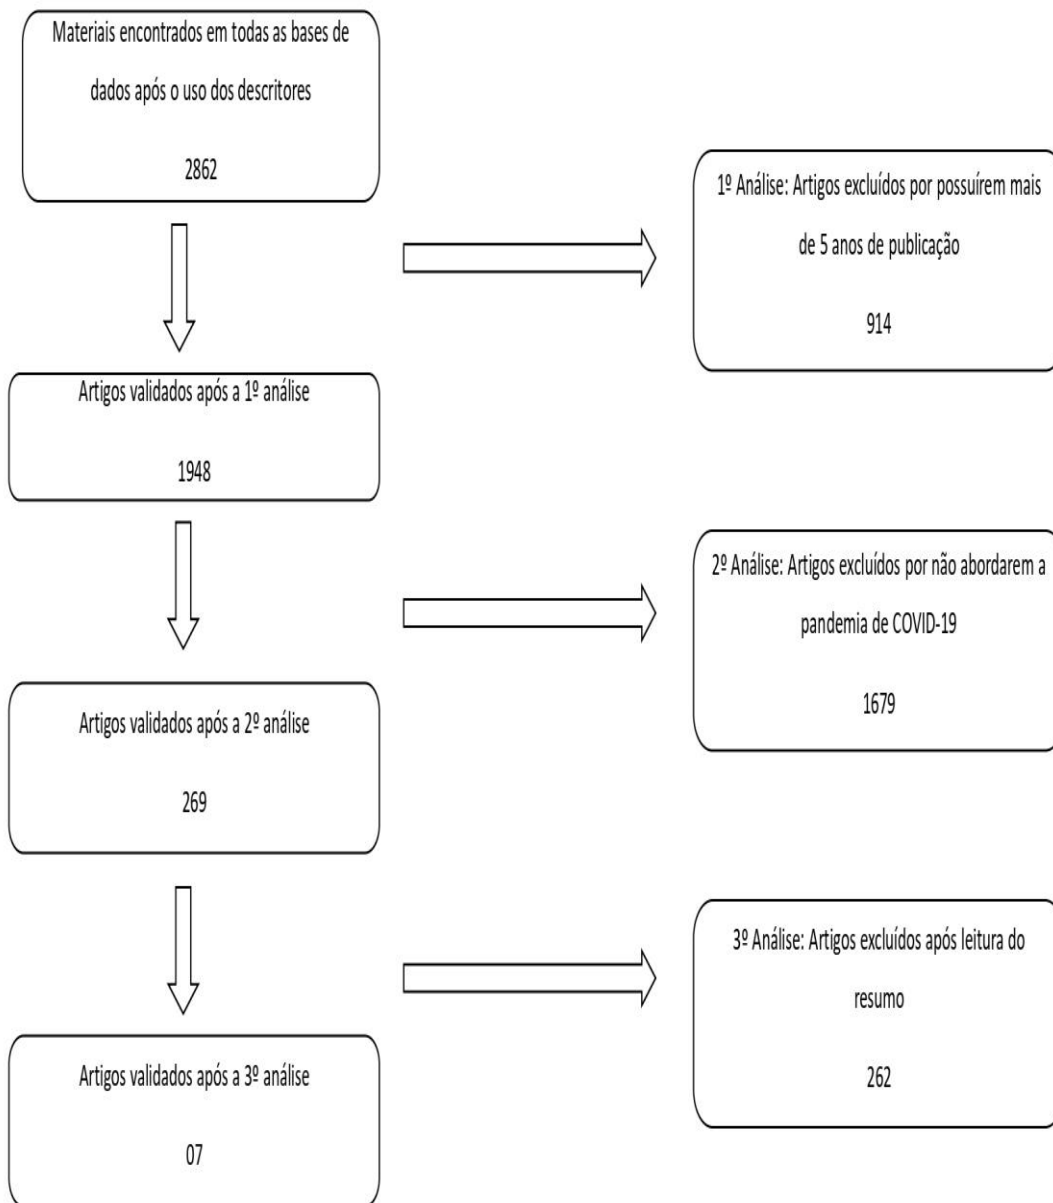 Materiais encontrados em todas as bases de
dados após o uso dos descritores
2862
1º Análise: Artigos excluídos por possuírem mais
de 5 anos de publicação
914
Artigos validados após a 1º análise
1948
2º Análise: Artigos excluídos por não abordarem a
pandemia de COVID-19
1679
Artigos validados após a 2º análise
269
3º Análise: Artigos excluídos após leitura do
resumo
262
Artigos validados após a 3º análise
07